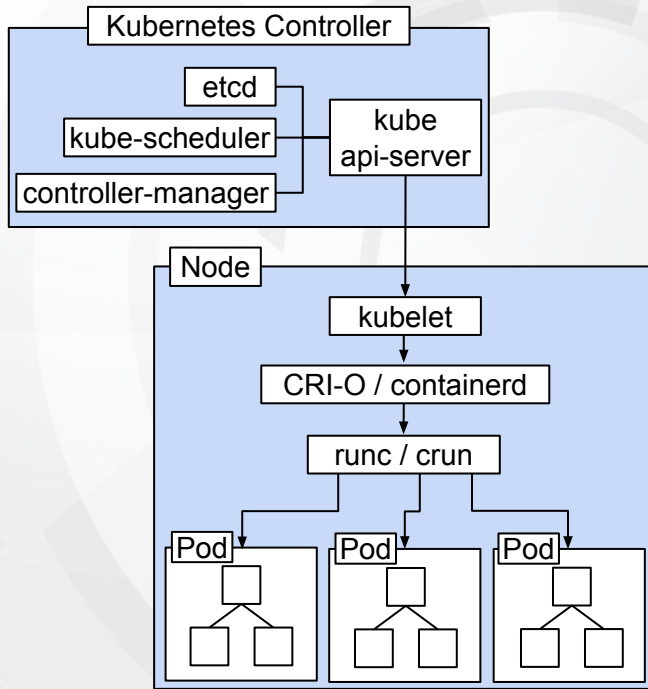 Kubernetes Controller
etcd
kube-scheduler
controller-manager
kube
api-server
Node
kubelet
CRI-O / containerd
runc / crun
Pod
Pod
Pod